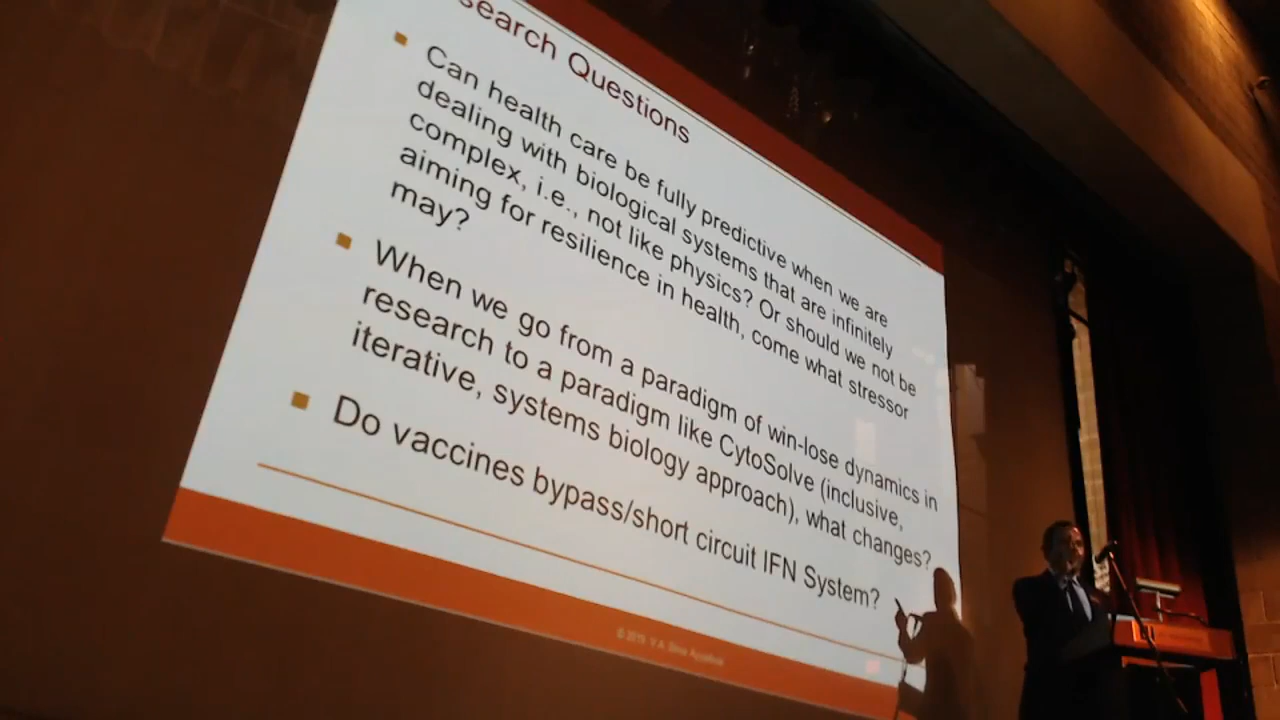 search Questions
Can health care be fully predictive when we are
dealing with biological systems that are infinitely
complex, i.e., not like physics? Or should we not be
aiming for resilience in health, come what stressor
may?
When we go from a paradigm of win-lose dynamics in
research to a paradigm like CytoSolve (inclusive,
iterative, systems biology approach), what changes?
Do vaccines bypass/short circuit IFN System?
© 2019 V.A. Shiva Ayyadurai